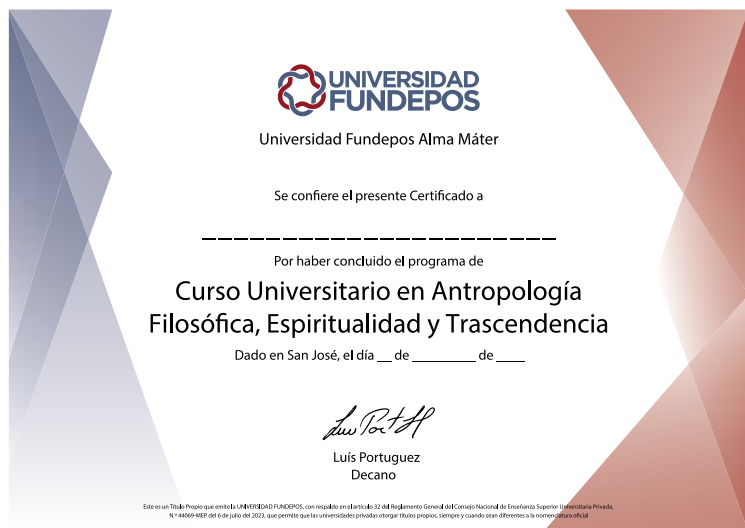 UNIVERSIDAD
FUNDEPOS
Universidad Fundepos Alma Máter
Se confiere el presente Certificado a
_______________________
Por haber concluido el programa de
Curso Universitario en Antropología
Filosófica, Espiritualidad y Trascendencia
Dado en San José, el día __ de _________ de ____
Luís Portuguez
Decano
Este es un Título Propio que emite la UNIVERSIDAD FUNDEPOS, con respaldo en el artículo 32 del Reglamento General del Consejo Nacional de Enseñanza Superior Universitaria Privada,
N.º 44069-MEP del 6 de julio del 2023, que permite que las universidades privadas otorgar títulos propios, siempre y cuando sean diferentes a la nomenclatura oficial